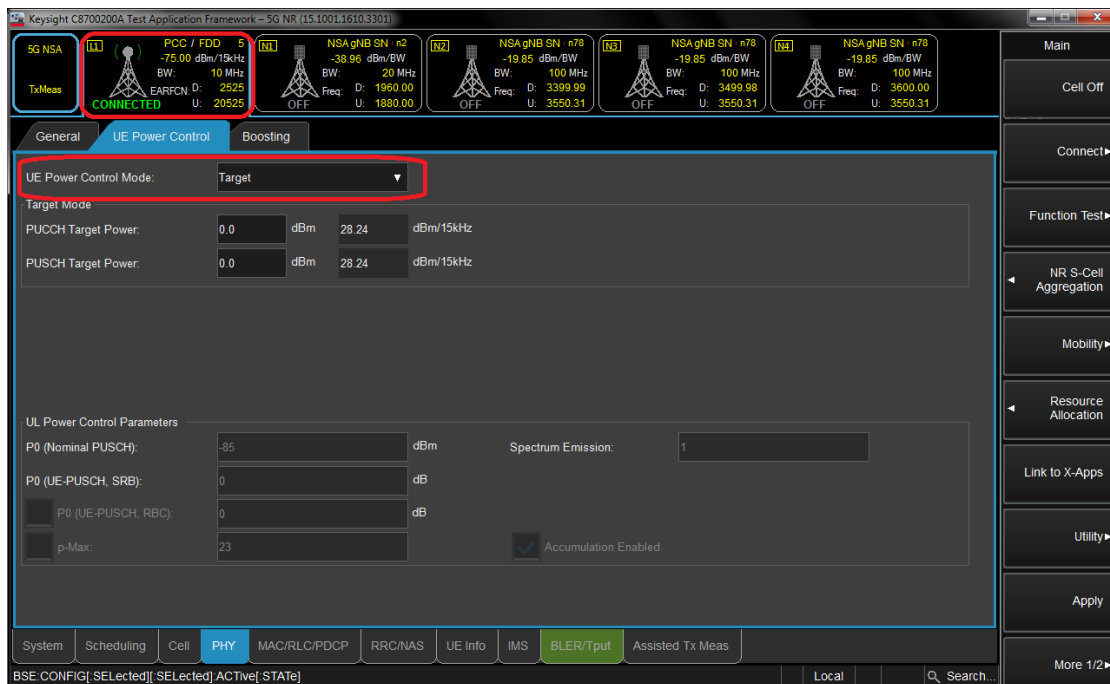 Keysight C8700200A Test Application Framework – 5G NR (15.1001.1610.3301)
5G NSA
TxMeas
L1
PCC / FDD 5
-75.00 dBm/15kHz
BW: 10 MHz
EARFCN: D: 2525
U: 20525
CONNECTED
N1
NSA gNB SN · n2
-38.96 dBm/BW
BW: 20 MHz
Freq: D: 1960.00
U: 1880.00
OFF
N2
NSA gNB SN · n78
-19.85 dBm/BW
BW: 100 MHz
Freq: D: 3399.99
U: 3550.31
OFF
N3
NSA gNB SN · n78
-19.85 dBm/BW
BW: 100 MHz
Freq: D: 3499.98
U: 3550.31
OFF
N4
NSA gNB SN · n78
-19.85 dBm/BW
BW: 100 MHz
Freq: D: 3600.00
U: 3550.31
OFF
General UE Power Control Boosting
UE Power Control Mode: Target
Target Mode
PUCCH Target Power: 0.0 dBm 28.24 dBm/15kHz
PUSCH Target Power: 0.0 dBm 28.24 dBm/15kHz
UL Power Control Parameters
P0 (Nominal PUSCH): -85 dBm Spectrum Emission: 1
P0 (UE-PUSCH, SRB): 0 dB
P0 (UE-PUSCH, RBC): 0 dB
p-Max: 23 Accumulation Enabled
System Scheduling Cell PHY MAC/RLC/PDCP RRC/NAS UE Info IMS BLER/Tput Assisted Tx Meas
BSE:CONFIG[:SELected][:SELected]:ACTive[:STATe] Local Search...
Main
Cell Off
Connect
Function Test
NR S-Cell
Aggregation
Mobility
Resource
Allocation
Link to X-Apps
Utility
Apply
More 1/2